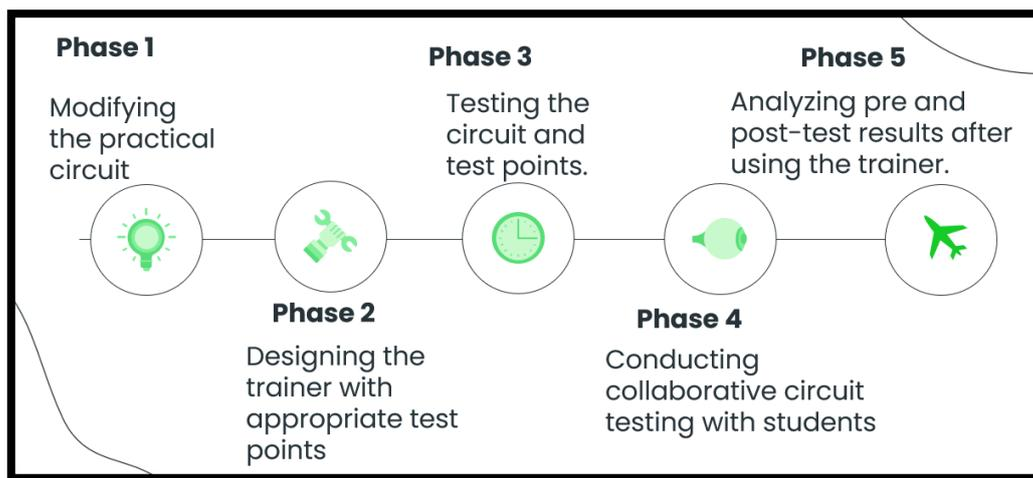 Phase 1
Modifying
the practical
circuit
Phase 2
Designing the
trainer with
appropriate test
points
Phase 3
Testing the
circuit and
test points.
Phase 4
Conducting
collaborative circuit
testing with students
Phase 5
Analyzing pre and
post-test results after
using the trainer.